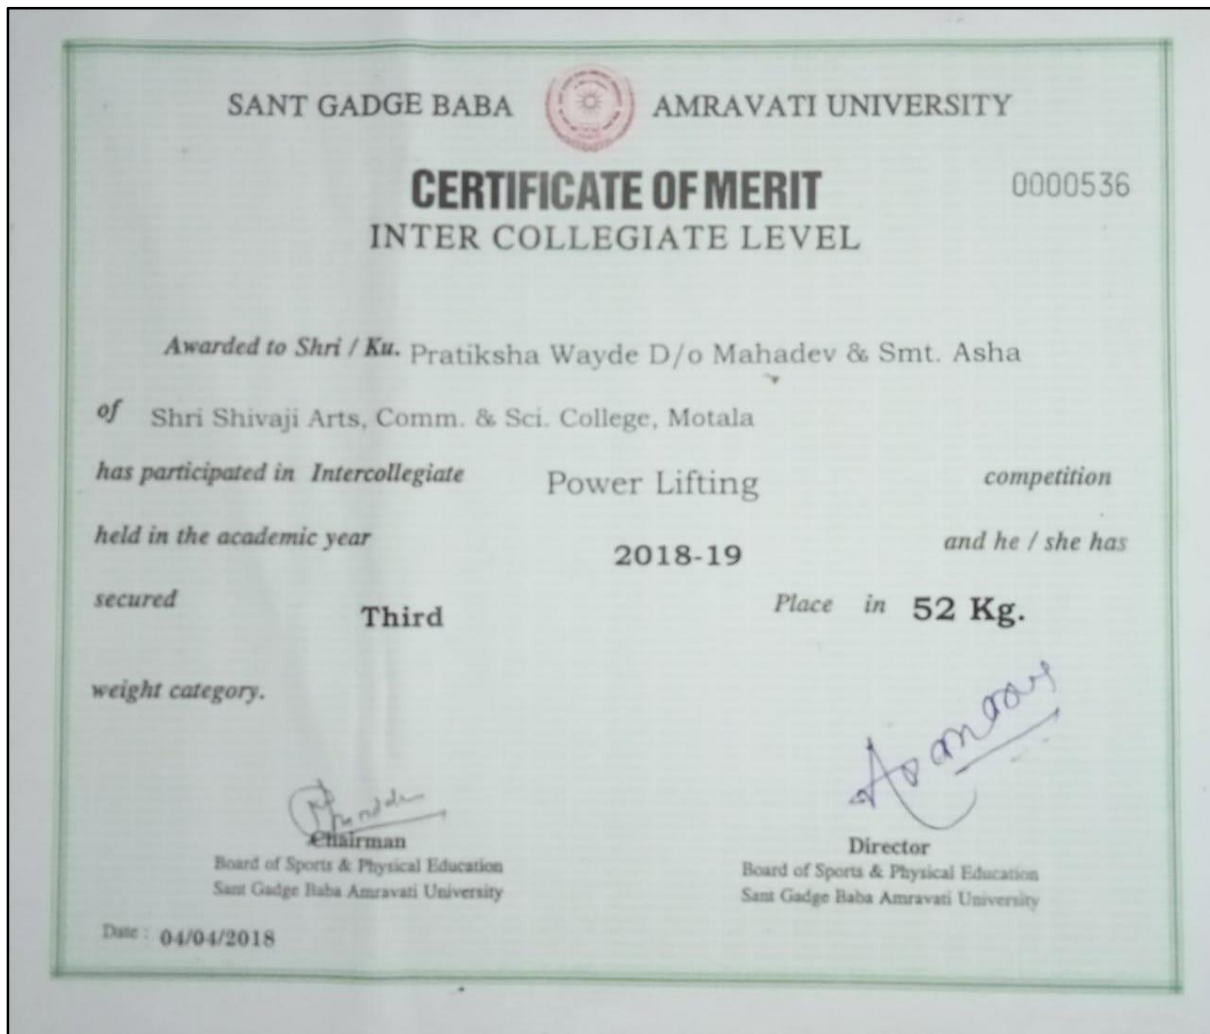 SANT GADGE BABA AMRAVATI UNIVERSITY
CERTIFICATE OF MERIT
0000536
INTER COLLEGIATE LEVEL
Awarded to Shri / Ku. Pratiksha Wayde D/o Mahadev & Smt. Asha
of Shri Shivaji Arts, Comm. & Sci. College, Motala
has participated in Intercollegiate Power Lifting competition
held in the academic year 2018-19 and he / she has
secured Third Place in 52 Kg.
weight category.
Chairman
Board of Sports & Physical Education
Sant Gadge Baba Amravati University
Director
Board of Sports & Physical Education
Sant Gadge Baba Amravati University
Date : 04/04/2018